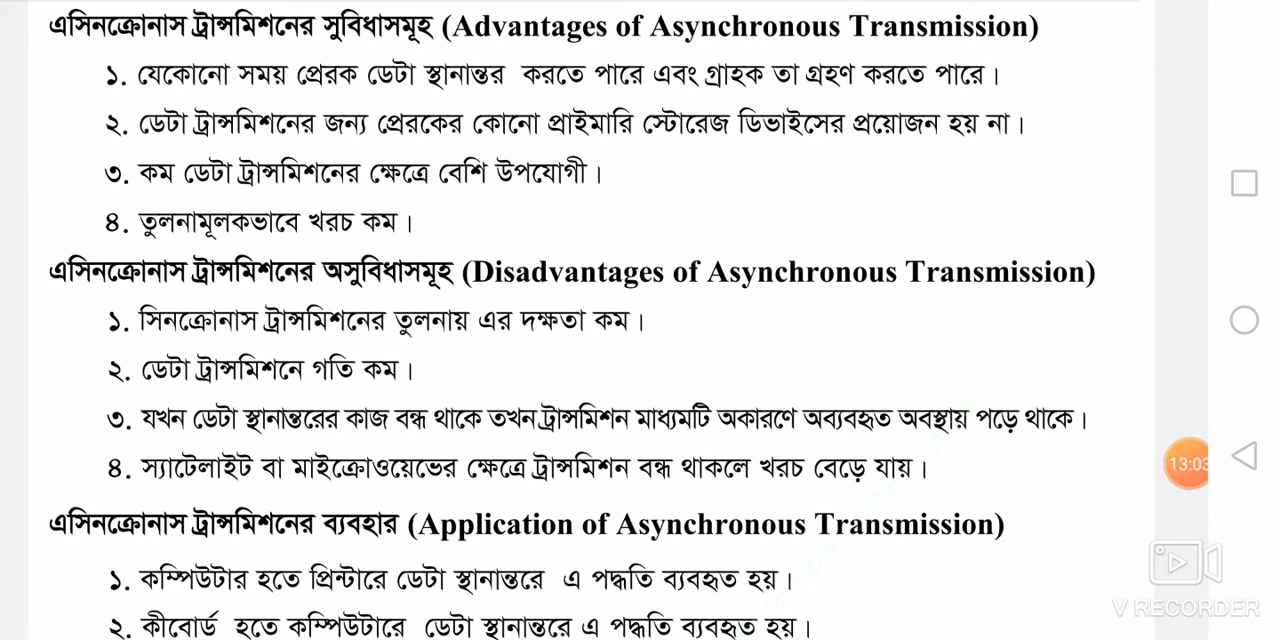 এসিনক্রোনাস ট্রান্সমিশনের সুবিধাসমূহ (Advantages of Asynchronous Transmission)
১. যেকোনো সময় প্রেরক ডেটা স্থানান্তর করতে পারে এবং গ্রাহক তা গ্রহণ করতে পারে।
২. ডেটা ট্রান্সমিশনের জন্য প্রেরকের কোনো প্রাইমারি স্টোরেজ ডিভাইসের প্রয়োজন হয় না।
৩. কম ডেটা ট্রান্সমিশনের ক্ষেত্রে বেশি উপযোগী।
৪. তুলনামূলকভাবে খরচ কম।
এসিনক্রোনাস ট্রান্সমিশনের অসুবিধাসমূহ (Disadvantages of Asynchronous Transmission)
১. সিনক্রোনাস ট্রান্সমিশনের তুলনায় এর দক্ষতা কম।
২. ডেটা ট্রান্সমিশনে গতি কম।
৩. যখন ডেটা স্থানান্তরের কাজ বন্ধ থাকে তখন ট্রান্সমিশন মাধ্যমটি অকারণে অব্যবহৃত অবস্থায় পড়ে থাকে।
৪. স্যাটেলাইট বা মাইক্রোওয়েভের ক্ষেত্রে ট্রান্সমিশন বন্ধ থাকলে খরচ বেড়ে যায়।
13:03
এসিনক্রোনাস ট্রান্সমিশনের ব্যবহার (Application of Asynchronous Transmission)
১. কম্পিউটার হতে প্রিন্টারে ডেটা স্থানান্তরে এ পদ্ধতি ব্যবহৃত হয়।
২. কীবোর্ড হতে কম্পিউটারে ডেটা স্থানান্তরে এ পদ্ধতি ব্যবহৃত হয়।
V RECORDER